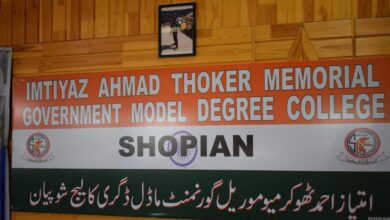 IMTIYAZ AHMAD THOKER MEMORIAL
GOVERNMENT MODEL DEGREE COLLEGE
SHOPIAN
امتیاز احمد ٹھوکر میموریل گورنمنٹ ماڈل ڈگری کالج شوپیان